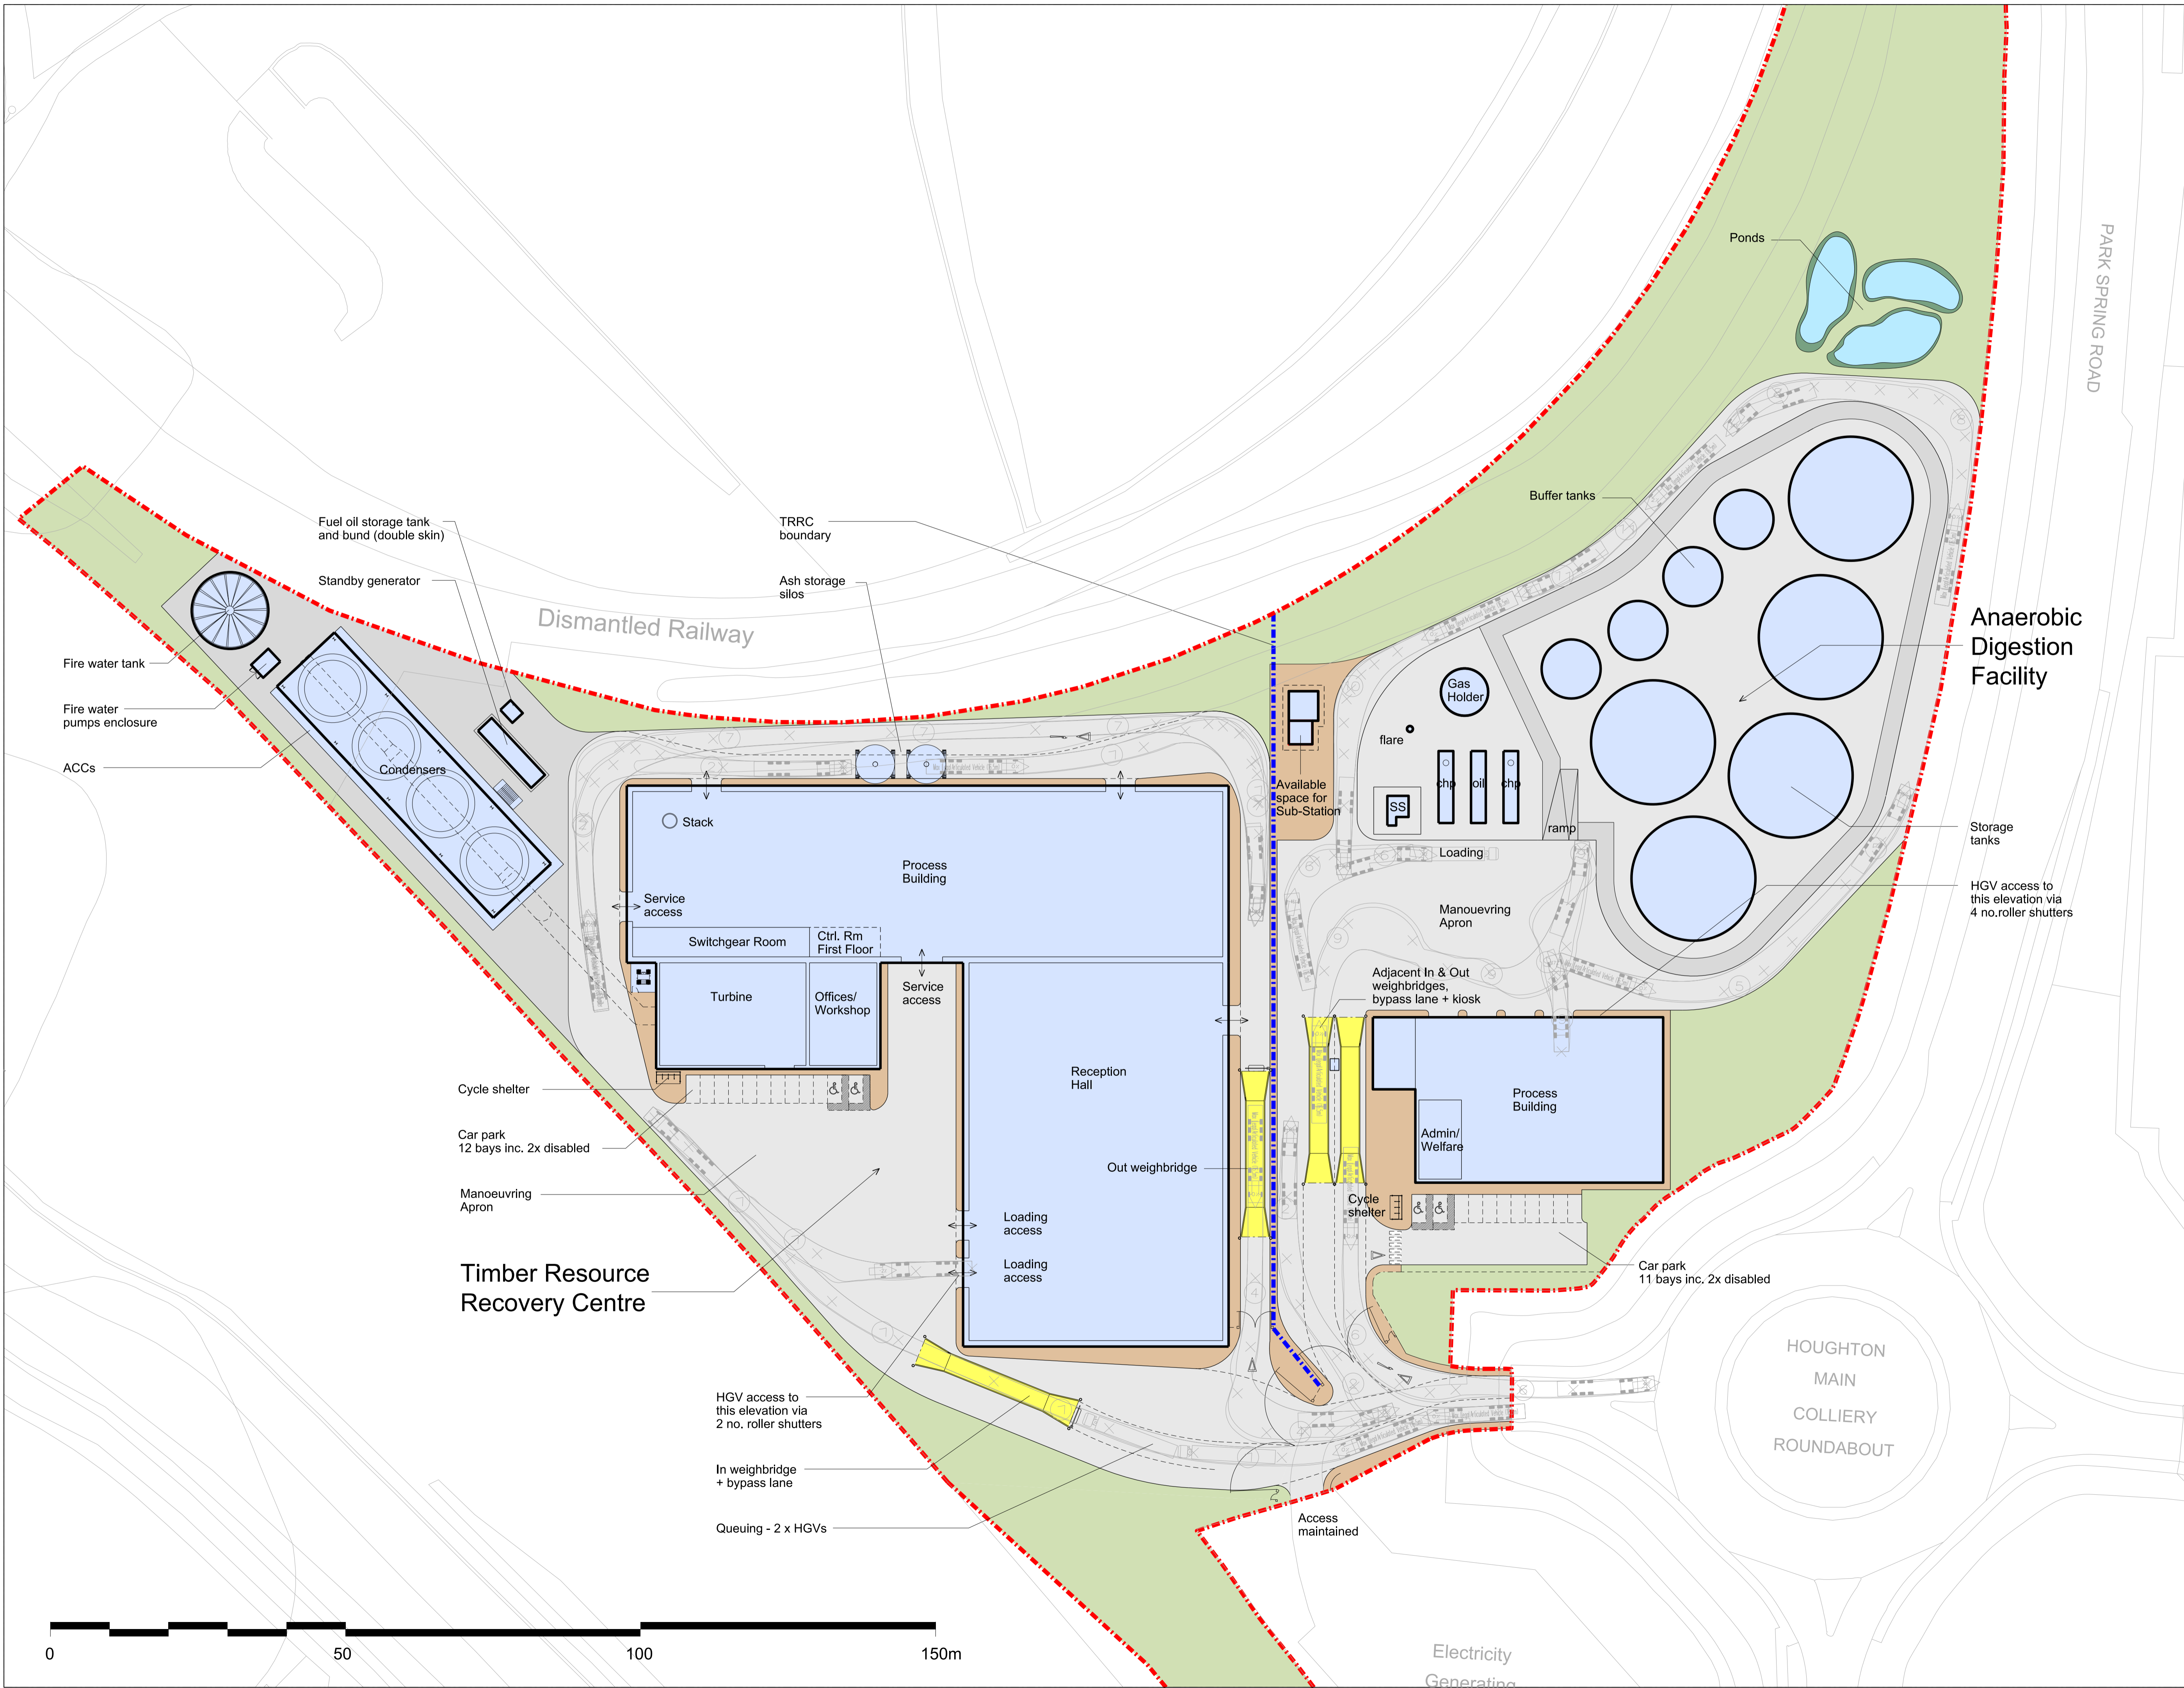 Ponds
PARK SPRING ROAD
Buffer tanks
Fuel oil storage tank
and bund (double skin)
TRRC
boundary
Standby generator
Ash storage
silos
Dismantled Railway
Anaerobic
Digestion
Facility
Fire water tank
Fire water
pumps enclosure
ACCs
Condensers
Gas
Holder
flare
Available
space for
Sub-Station
chp
oil
chp
SS
ramp
Stack
Process
Building
Loading
Storage
tanks
Service
access
HGV access to
this elevation via
4 no.roller shutters
Manouevring
Apron
Switchgear Room
Ctrl. Rm
First Floor
Adjacent In & Out
weighbridges,
bypass lane + kiosk
Turbine
Offices/
Workshop
Service
access
Reception
Hall
Cycle shelter
Process
Building
Car park
12 bays inc. 2x disabled
Admin/
Welfare
Out weighbridge
Manoeuvring
Apron
Cycle
shelter
Loading
access
Loading
access
Timber Resource
Recovery Centre
Car park
11 bays inc. 2x disabled
HOUGHTON
MAIN
COLLIERY
ROUNDABOUT
HGV access to
this elevation via
2 no. roller shutters
In weighbridge
+ bypass lane
Queuing - 2 x HGVs
Access
maintained
0
50
100
150m
Electricity
Generating